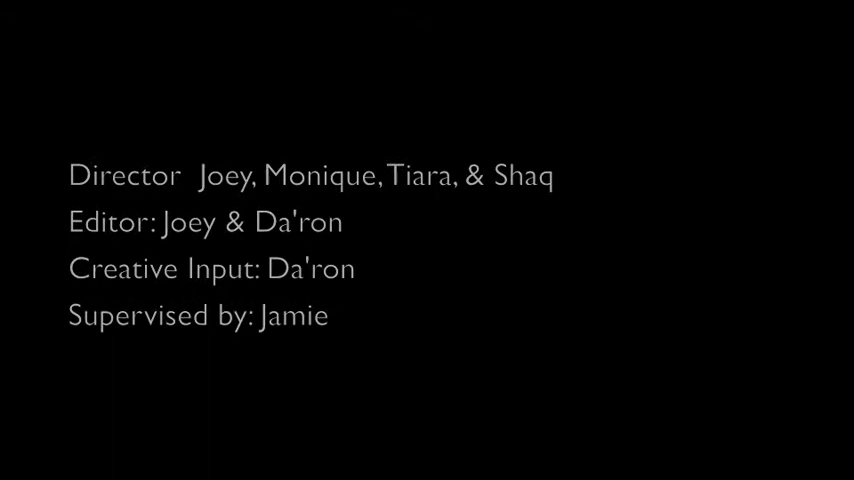 Director  Joey, Monique, Tiara, & Shaq
Editor: Joey & Da'ron
Creative Input: Da'ron
Supervised by: Jamie